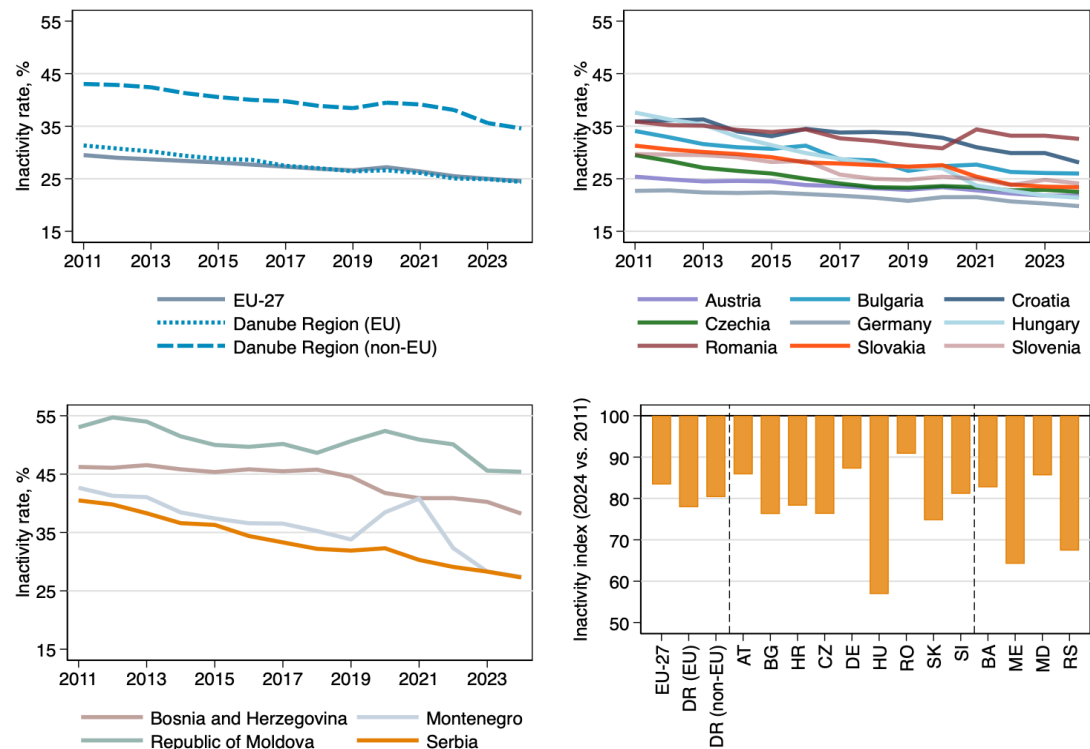 Inactivity rate, %
55
45
35
25
15
2011 2013 2015 2017 2019 2021 2023
EU-27
Danube Region (EU)
Danube Region (non-EU)
Inactivity rate, %
55
45
35
25
15
2011 2013 2015 2017 2019 2021 2023
Austria Bulgaria Croatia
Czechia Germany Hungary
Romania Slovakia Slovenia
Inactivity rate, %
55
45
35
25
15
2011 2013 2015 2017 2019 2021 2023
Bosnia and Herzegovina Montenegro
Republic of Moldova Serbia
Inactivity index (2024 vs. 2011)
100
90
80
70
60
50
EU-27 DR (EU) DR (non-EU) AT BG HR CZ DE HU RO SK SI BA ME MD RS